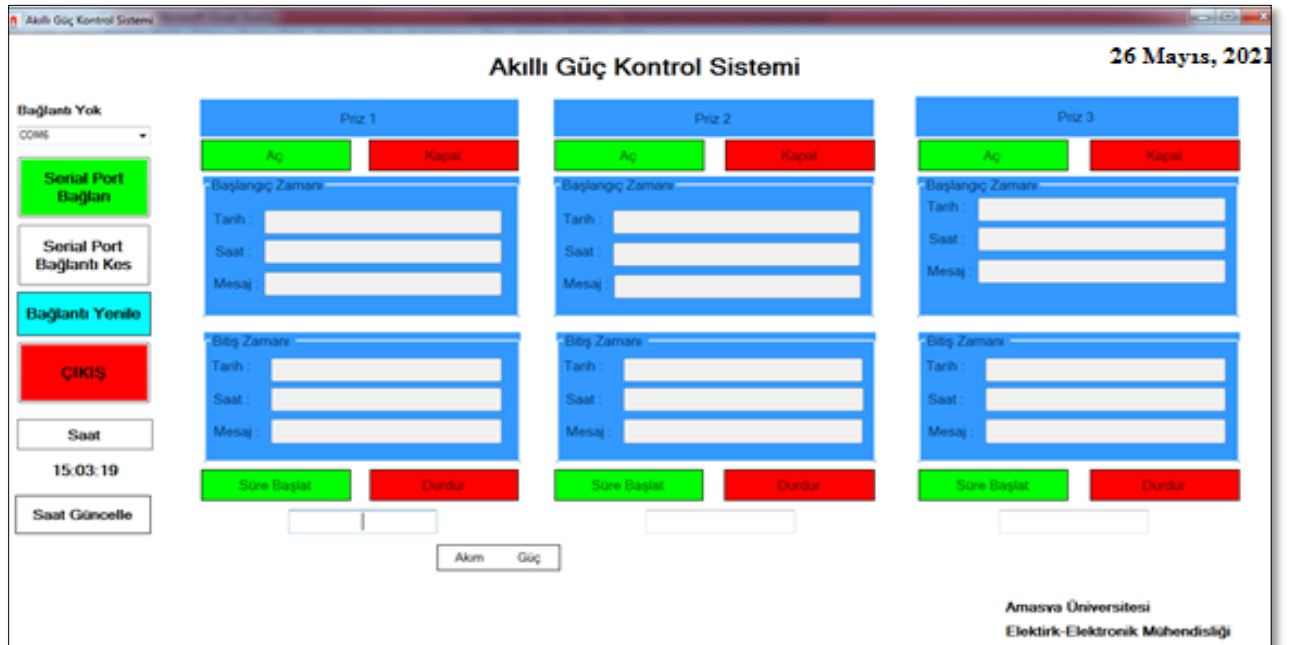 Akıllı Güç Kontrol Sistemi
Akıllı Güç Kontrol Sistemi
26 Mayıs, 2021
Bağlantı Yok
COM6
Serial Port
Bağlan
Serial Port
Bağlantı Kes
Bağlantı Yenile
ÇIKIŞ
Saat
15:03:19
Saat Güncelle
Priz 1
Aç Kapat
Başlangıç Zamanı
Tarih :
Saat :
Mesaj :
Bitiş Zamanı
Tarih :
Saat :
Mesaj :
Süre Başlat Durdur
Priz 2
Aç Kapat
Başlangıç Zamanı
Tarih :
Saat :
Mesaj :
Bitiş Zamanı
Tarih :
Saat :
Mesaj :
Süre Başlat Durdur
Priz 3
Aç Kapat
Başlangıç Zamanı
Tarih :
Saat :
Mesaj :
Bitiş Zamanı
Tarih :
Saat :
Mesaj :
Süre Başlat Durdur
Akım Güç
Amasya Üniversitesi
Elektirk-Elektronik Mühendisliği